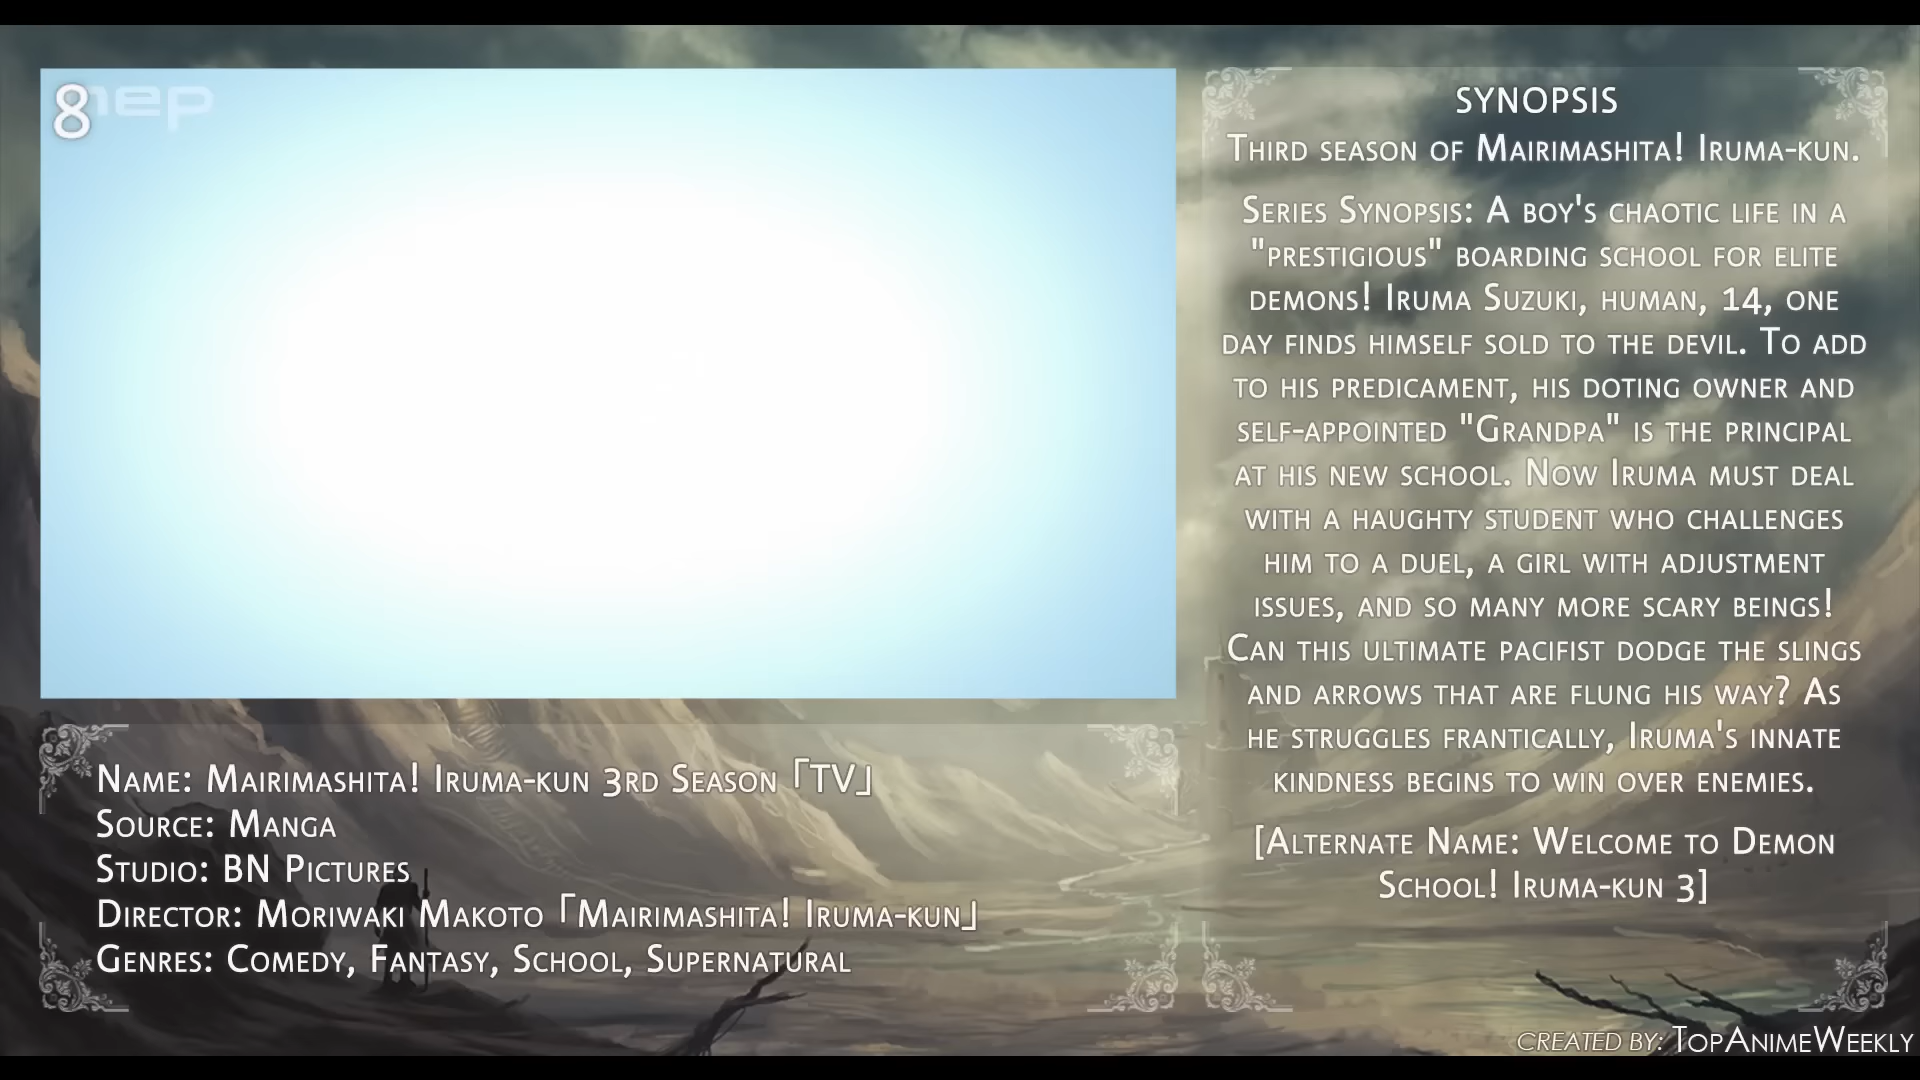 8
nep
SYNOPSIS
Third season of Mairimashita! Iruma-kun.
Series Synopsis: A boy's chaotic life in a
"prestigious" boarding school for elite
demons! Iruma Suzuki, human, 14, one
day finds himself sold to the devil. To add
to his predicament, his doting owner and
self-appointed "Grandpa" is the principal
at his new school. Now Iruma must deal
with a haughty student who challenges
him to a duel, a girl with adjustment
issues, and so many more scary beings!
Can this ultimate pacifist dodge the slings
and arrows that are flung his way? As
he struggles frantically, Iruma's innate
kindness begins to win over enemies.
[Alternate Name: Welcome to Demon
School! Iruma-kun 3]
Name: Mairimashita! Iruma-kun 3rd Season「TV」
Source: Manga
Studio: BN Pictures
Director: Moriwaki Makoto「Mairimashita! Iruma-kun」
Genres: Comedy, Fantasy, School, Supernatural
CREATED BY: TopAnimeWeekly